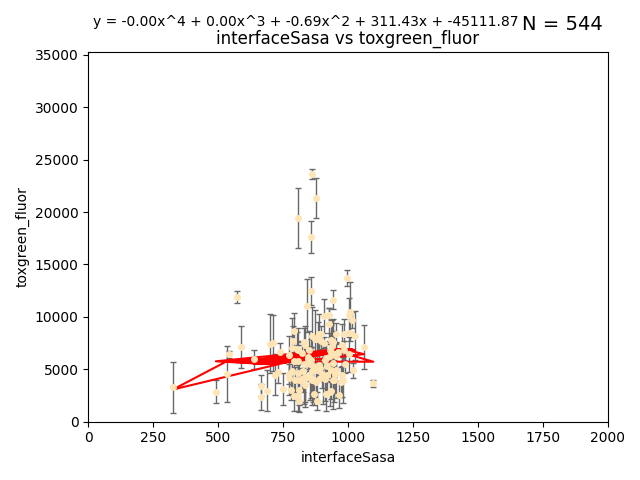 y = -0.00x^4 + 0.00x^3 + -0.69x^2 + 311.43x + -45111.87 N = 544
interfaceSasa vs toxgreen_fluor
35000
30000
25000
20000
15000
10000
5000
0
toxgreen_fluor
0 250 500 750 1000 1250 1500 1750 2000
interfaceSasa